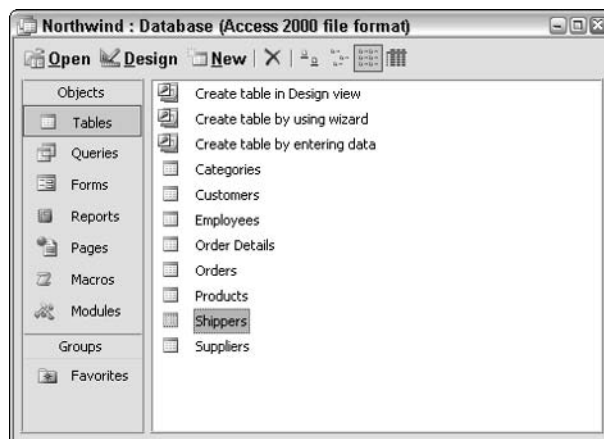 Northwind : Database (Access 2000 file format)
Open Design New
Objects
Tables
Queries
Forms
Reports
Pages
Macros
Modules
Groups
Favorites
Create table in Design view
Create table by using wizard
Create table by entering data
Categories
Customers
Employees
Order Details
Orders
Products
Shippers
Suppliers